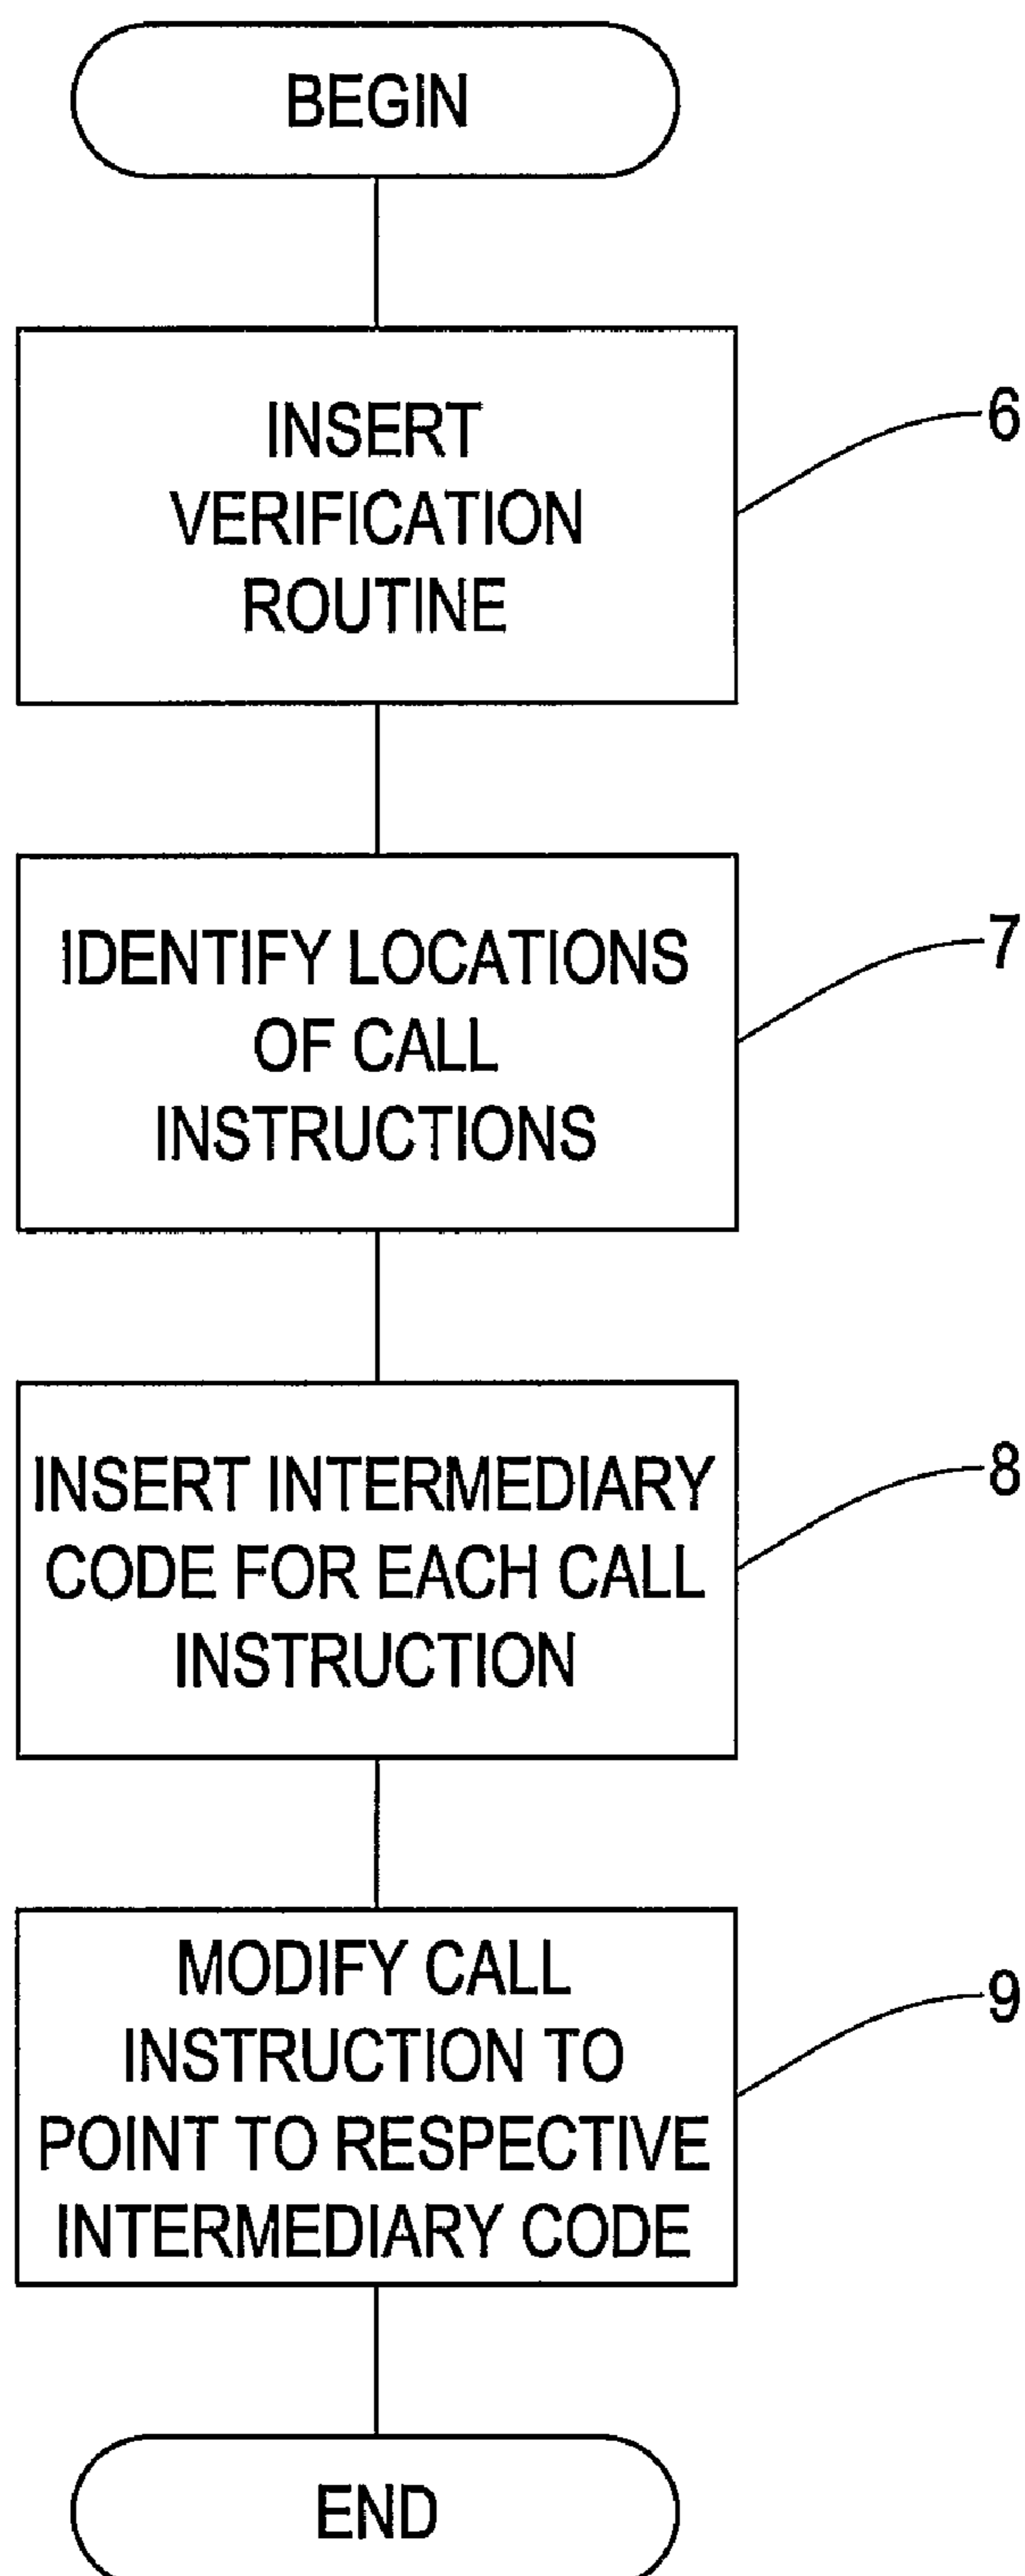 BEGIN
INSERT
VERIFICATION
ROUTINE
6
IDENTIFY LOCATIONS
OF CALL
INSTRUCTIONS
7
INSERT INTERMEDIARY
CODE FOR EACH CALL
INSTRUCTION
8
MODIFY CALL
INSTRUCTION TO
POINT TO RESPECTIVE
INTERMEDIARY CODE
9
END